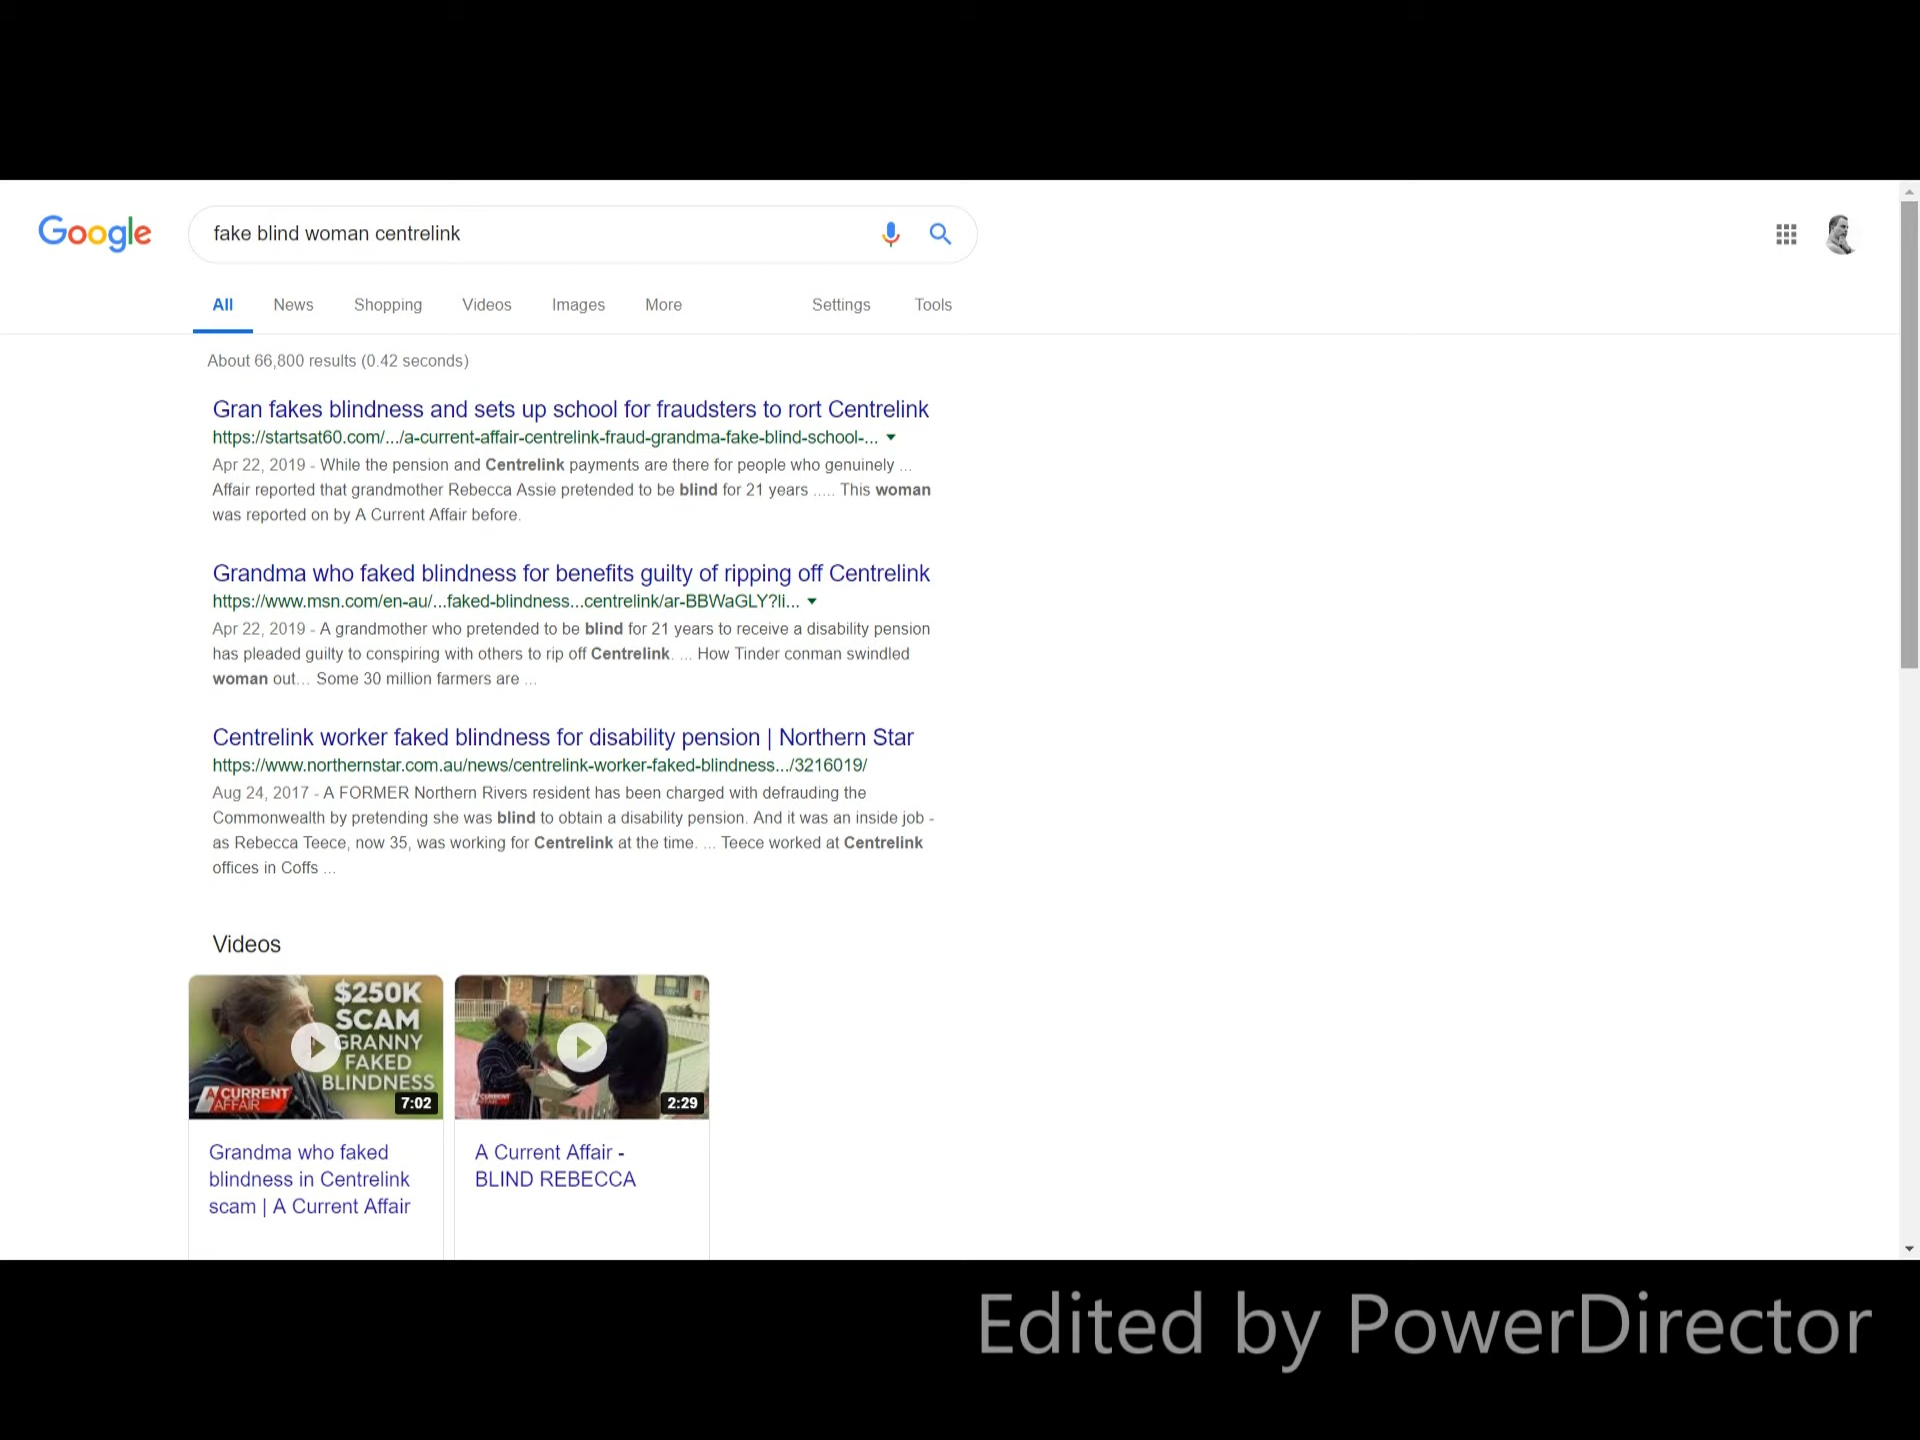 Google
fake blind woman centrelink
All News Shopping Videos Images More Settings Tools
About 66,800 results (0.42 seconds)
Gran fakes blindness and sets up school for fraudsters to rort Centrelink
https://startsat60.com/.../a-current-affair-centrelink-fraud-grandma-fake-blind-school-...
Apr 22, 2019 - While the pension and Centrelink payments are there for people who genuinely ...
Affair reported that grandmother Rebecca Assie pretended to be blind for 21 years ..... This woman
was reported on by A Current Affair before.
Grandma who faked blindness for benefits guilty of ripping off Centrelink
https://www.msn.com/en-au/...faked-blindness...centrelink/ar-BBWaGLY?li...
Apr 22, 2019 - A grandmother who pretended to be blind for 21 years to receive a disability pension
has pleaded guilty to conspiring with others to rip off Centrelink. ... How Tinder conman swindled
woman out... Some 30 million farmers are ...
Centrelink worker faked blindness for disability pension | Northern Star
https://www.northernstar.com.au/news/centrelink-worker-faked-blindness.../3216019/
Aug 24, 2017 - A FORMER Northern Rivers resident has been charged with defrauding the
Commonwealth by pretending she was blind to obtain a disability pension. And it was an inside job -
as Rebecca Teece, now 35, was working for Centrelink at the time. ... Teece worked at Centrelink
offices in Coffs ...
Videos
$250K
SCAM
GRANNY
FAKED
BLINDNESS
A CURRENT
AFFAIR
7:02
CURRENT
AFFAIR
2:29
Grandma who faked
blindness in Centrelink
scam | A Current Affair
A Current Affair -
BLIND REBECCA
Edited by PowerDirector